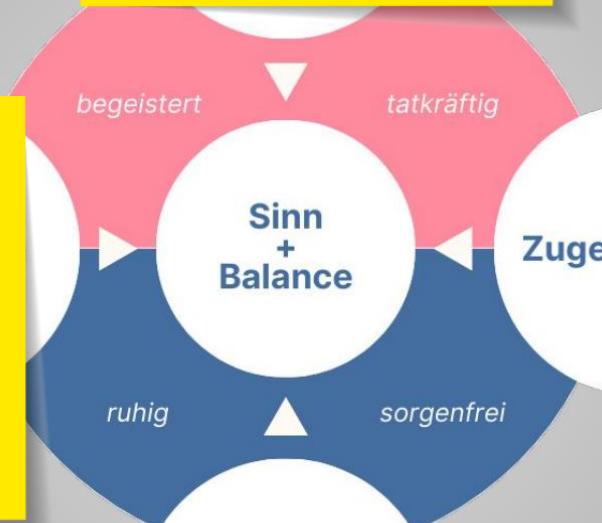 begeistert
tatkräftig
Sinn
+
Balance
Zuge
ruhig
sorgenfrei